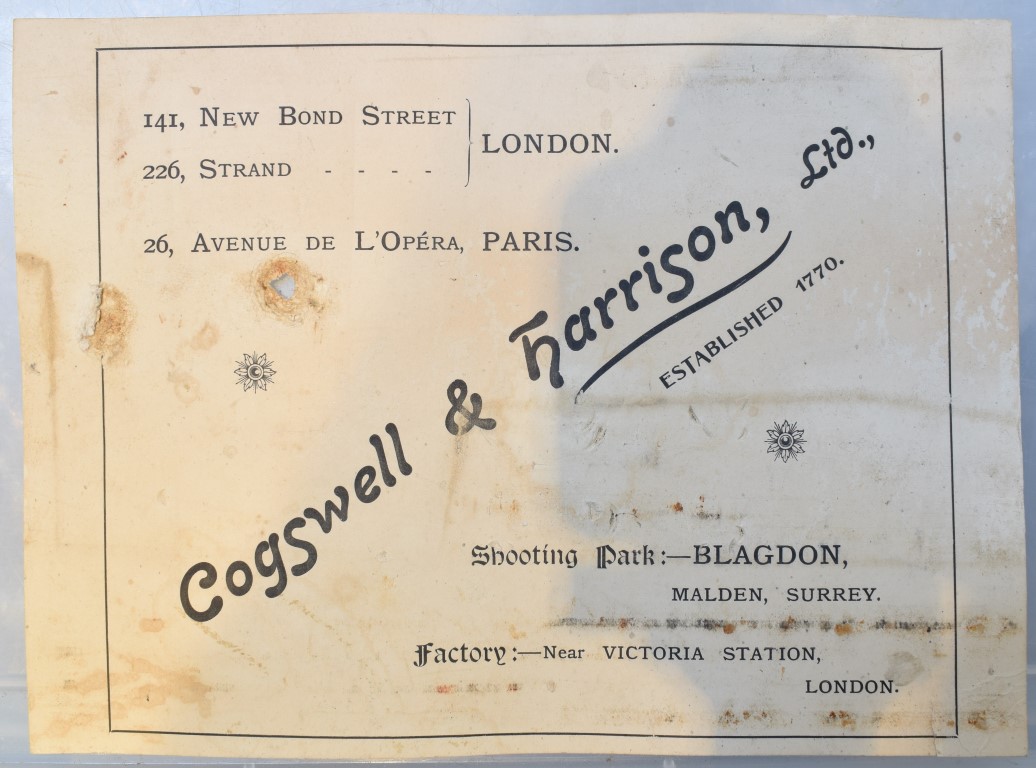 141, New Bond Street
226, Strand - - - -
LONDON.
26, Avenue de L'Opéra, PARIS.
Cogswell & Harrison, Ltd.,
ESTABLISHED 1770.
Shooting Park:—BLAGDON,
MALDEN, SURREY.
Factory:—Near VICTORIA STATION,
LONDON.